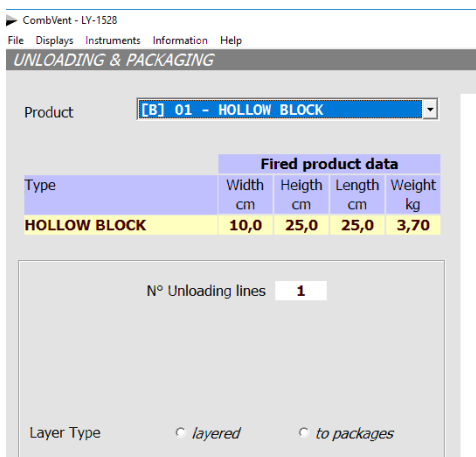 CombVent - LY-1528
File Displays Instruments Information Help
UNLOADING & PACKAGING
Product [B] 01 - HOLLOW BLOCK
Fired product data
Type Width Heigth Length Weight
cm cm cm kg
HOLLOW BLOCK 10,0 25,0 25,0 3,70
N° Unloading lines 1
Layer Type layered to packages